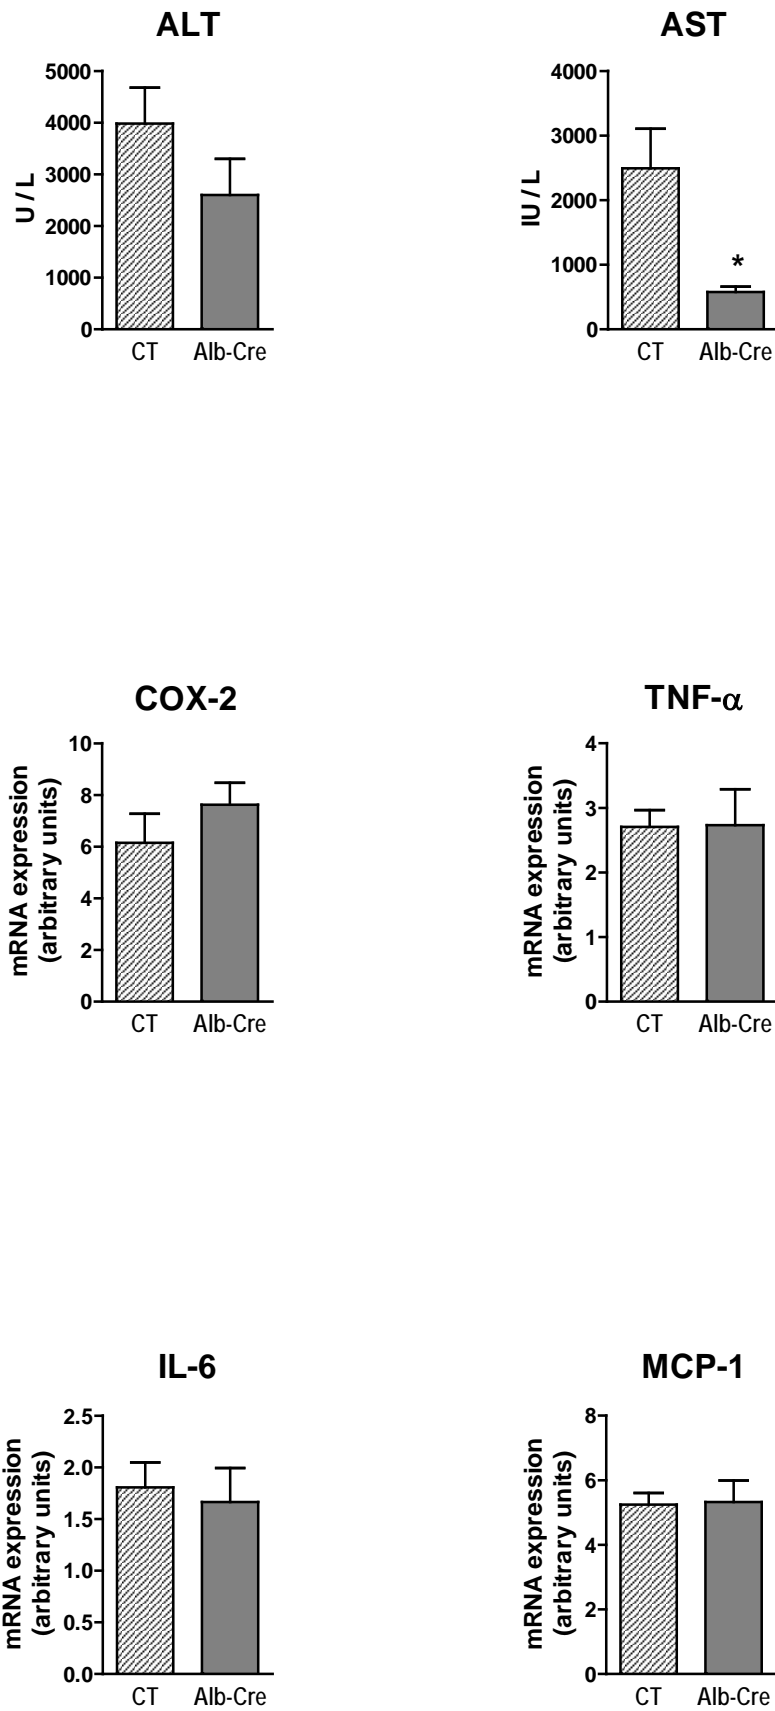 ALT
5000
4000
3000
2000
1000
0
U / L
CT Alb-Cre
AST
4000
3000
2000
1000
0
IU / L
*
CT Alb-Cre
COX-2
10
8
6
4
2
0
mRNA expression
(arbitrary units)
CT Alb-Cre
TNF-α
4
3
2
1
0
mRNA expression
(arbitrary units)
CT Alb-Cre
IL-6
2.5
2.0
1.5
1.0
0.5
0.0
mRNA expression
(arbitrary units)
CT Alb-Cre
MCP-1
8
6
4
2
0
mRNA expression
(arbitrary units)
CT Alb-Cre